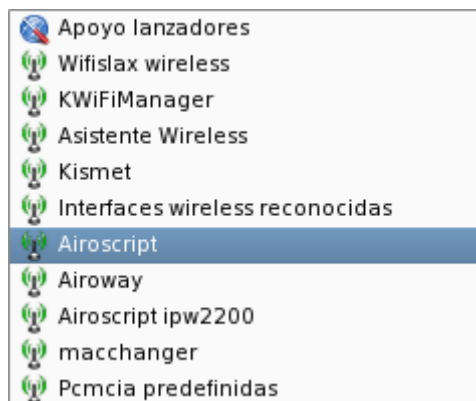 Apoyo lanzadores
Wifislax wireless
KWiFiManager
Asistente Wireless
Kismet
Interfaces wireless reconocidas
Airoscript
Airoway
Airoscript ipw2200
macchanger
Pcmcia predefinidas